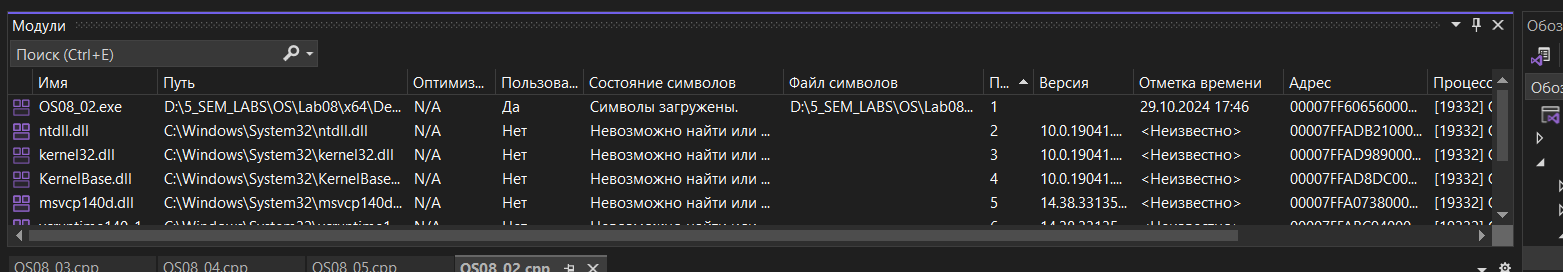 Модули
Обоз
Поиск (Ctrl+E)
Имя Путь Оптимиз... Пользова... Состояние символов Файл символов П... Версия Отметка времени Адрес Процесс
OS08_02.exe D:\5_SEM_LABS\OS\Lab08\x64\De... N/A Да Символы загружены. D:\5_SEM_LABS\OS\Lab08... 1 29.10.2024 17:46 00007FF60656000... [19332] C
Обоз
ntdll.dll C:\Windows\System32\ntdll.dll N/A Нет Невозможно найти или ... 2 10.0.19041.... <Неизвестно> 00007FFADB21000... [19332] C
kernel32.dll C:\Windows\System32\kernel32.dll N/A Нет Невозможно найти или ... 3 10.0.19041.... <Неизвестно> 00007FFAD989000... [19332] C
KernelBase.dll C:\Windows\System32\KernelBase... N/A Нет Невозможно найти или ... 4 10.0.19041.... <Неизвестно> 00007FFAD8DC00... [19332] C
msvcp140d.dll C:\Windows\System32\msvcp140d... N/A Нет Невозможно найти или ... 5 14.38.33135... <Неизвестно> 00007FFA0738000... [19332] C
OS08_03.cpp OS08_04.cpp OS08_05.cpp OS08_02.cpp